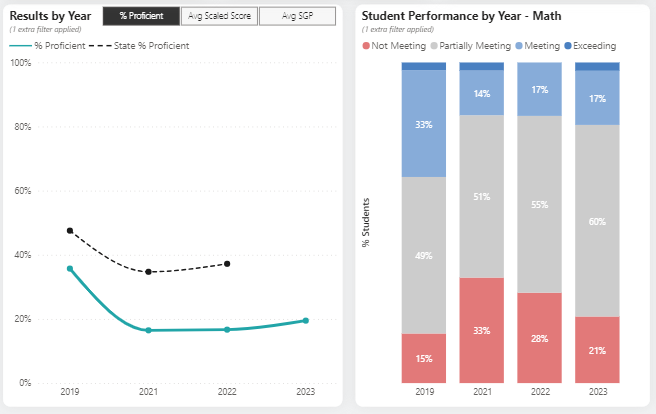 Results by Year
% Proficient
Avg Scaled Score
Avg SGP
(1 extra filter applied)
% Proficient
State % Proficient
100%
80%
60%
40%
20%
0%
2019
2021
2022
2023
Student Performance by Year - Math
(1 extra filter applied)
Not Meeting
Partially Meeting
Meeting
Exceeding
% Students
33%
49%
15%
14%
51%
33%
17%
55%
28%
17%
60%
21%
2019
2021
2022
2023